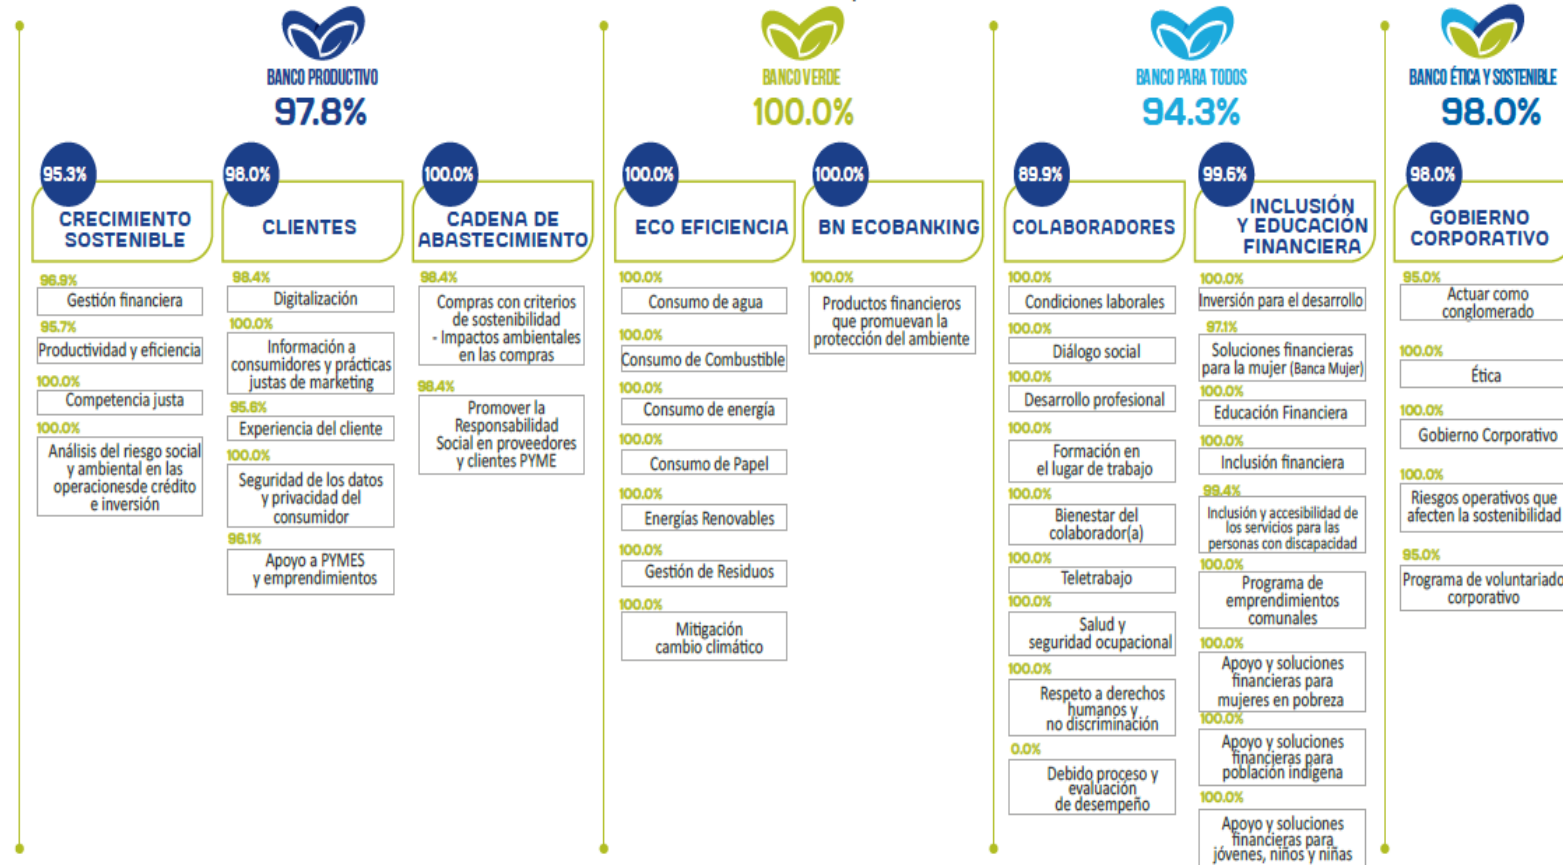 BANCO PRODUCTIVO
97.8%
95.3%
CRECIMIENTO
SOSTENIBLE
96.9%
Gestión financiera
95.7%
Productividad y eficiencia
100.0%
Competencia justa
100.0%
Análisis del riesgo social
y ambiental en las
operacionesde crédito
e inversión
98.0%
CLIENTES
98.4%
Digitalización
100.0%
Información a
consumidores y prácticas
justas de marketing
95.6%
Experiencia del cliente
100.0%
Seguridad de los datos
y privacidad del
consumidor
96.1%
Apoyo a PYMES
y emprendimientos
100.0%
CADENA DE
ABASTECIMIENTO
98.4%
Compras con criterios
de sostenibilidad
- Impactos ambientales
en las compras
98.4%
Promover la
Responsabilidad
Social en proveedores
y clientes PYME
BANCO VERDE
100.0%
100.0%
ECO EFICIENCIA
100.0%
Consumo de agua
100.0%
Consumo de Combustible
100.0%
Consumo de energía
100.0%
Consumo de Papel
100.0%
Energías Renovables
100.0%
Gestión de Residuos
100.0%
Mitigación
cambio climático
100.0%
BN ECOBANKING
100.0%
Productos financieros
que promuevan la
protección del ambiente
BANCO PARA TODOS
94.3%
89.9%
COLABORADORES
100.0%
Condiciones laborales
100.0%
Diálogo social
100.0%
Desarrollo profesional
100.0%
Formación en
el lugar de trabajo
100.0%
Bienestar del
colaborador(a)
100.0%
Teletrabajo
100.0%
Salud y
seguridad ocupacional
100.0%
Respeto a derechos
humanos y
no discriminación
0.0%
Debido proceso y
evaluación
de desempeño
99.6%
INCLUSIÓN
Y EDUCACIÓN
FINANCIERA
100.0%
Inversión para el desarrollo
97.1%
Soluciones financieras
para la mujer (Banca Mujer)
100.0%
Educación Financiera
100.0%
Inclusión financiera
99.4%
Inclusión y accesibilidad de
los servicios para las
personas con discapacidad
100.0%
Programa de
emprendimientos
comunales
100.0%
Apoyo y soluciones
financieras para
mujeres en pobreza
100.0%
Apoyo y soluciones
financieras para
población indígena
100.0%
Apoyo y soluciones
financieras para
jóvenes, niños y niñas
BANCO ÉTICA Y SOSTENIBLE
98.0%
98.0%
GOBIERNO
CORPORATIVO
95.0%
Actuar como
conglomerado
100.0%
Ética
100.0%
Gobierno Corporativo
100.0%
Riesgos operativos que
afecten la sostenibilidad
95.0%
Programa de voluntariado
corporativo